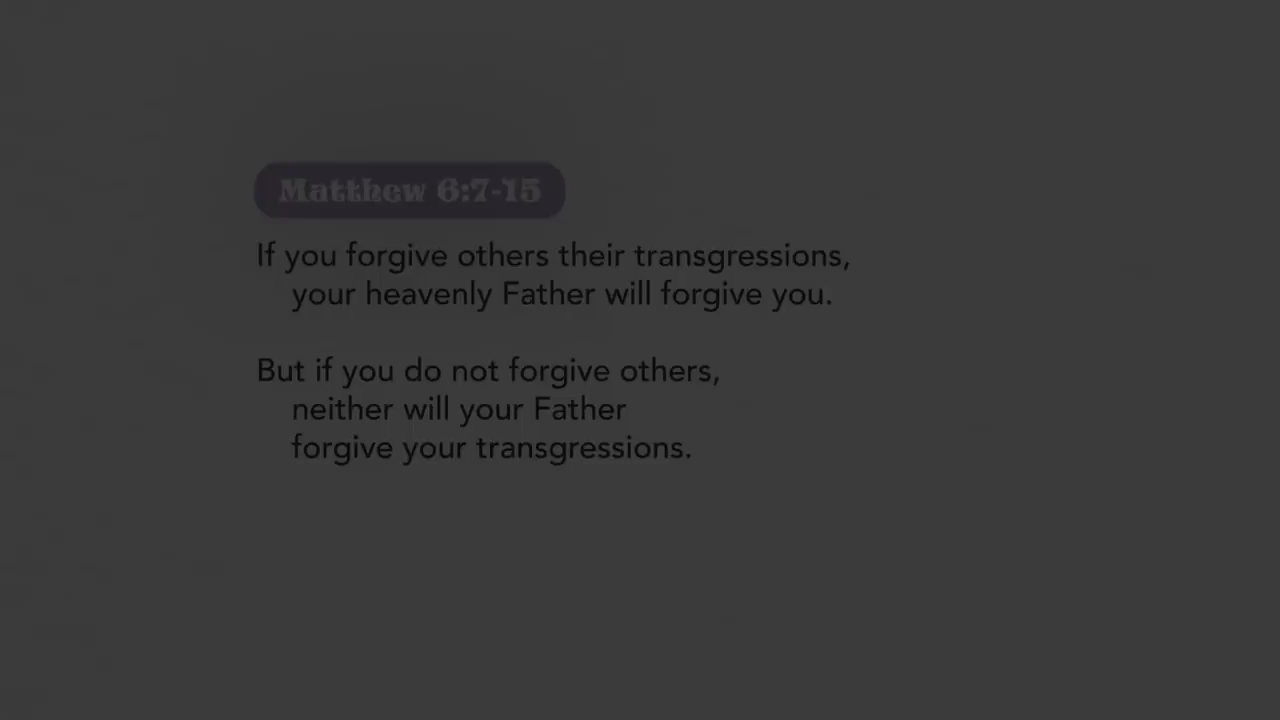 Matthew 6:7-15
If you forgive others their transgressions,
your heavenly Father will forgive you.
But if you do not forgive others,
neither will your Father
forgive your transgressions.